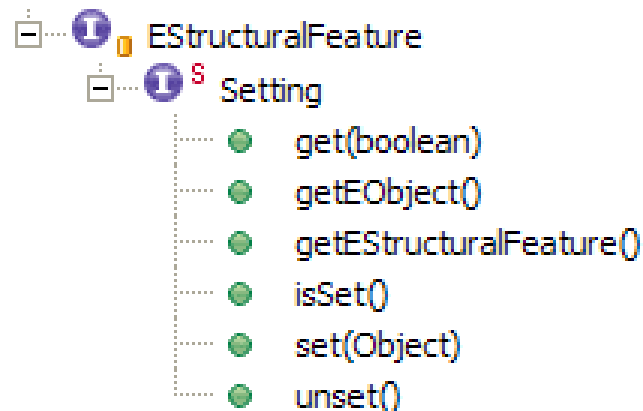 EStructuralFeature
S Setting
get(boolean)
getEObject()
getEStructuralFeature()
isSet()
set(Object)
unset()